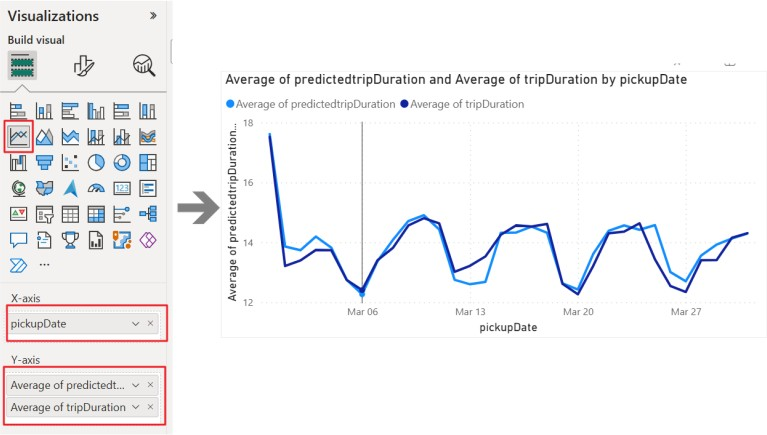 Visualizations
Build visual
123
X-axis
pickupDate
Y-axis
Average of predictedt...
Average of tripDuration
Average of predictedtripDuration and Average of tripDuration by pickupDate
Average of predictedtripDuration
Average of tripDuration
Average of predictedtripDuration...
18
16
14
12
Mar 06
Mar 13
Mar 20
Mar 27
pickupDate